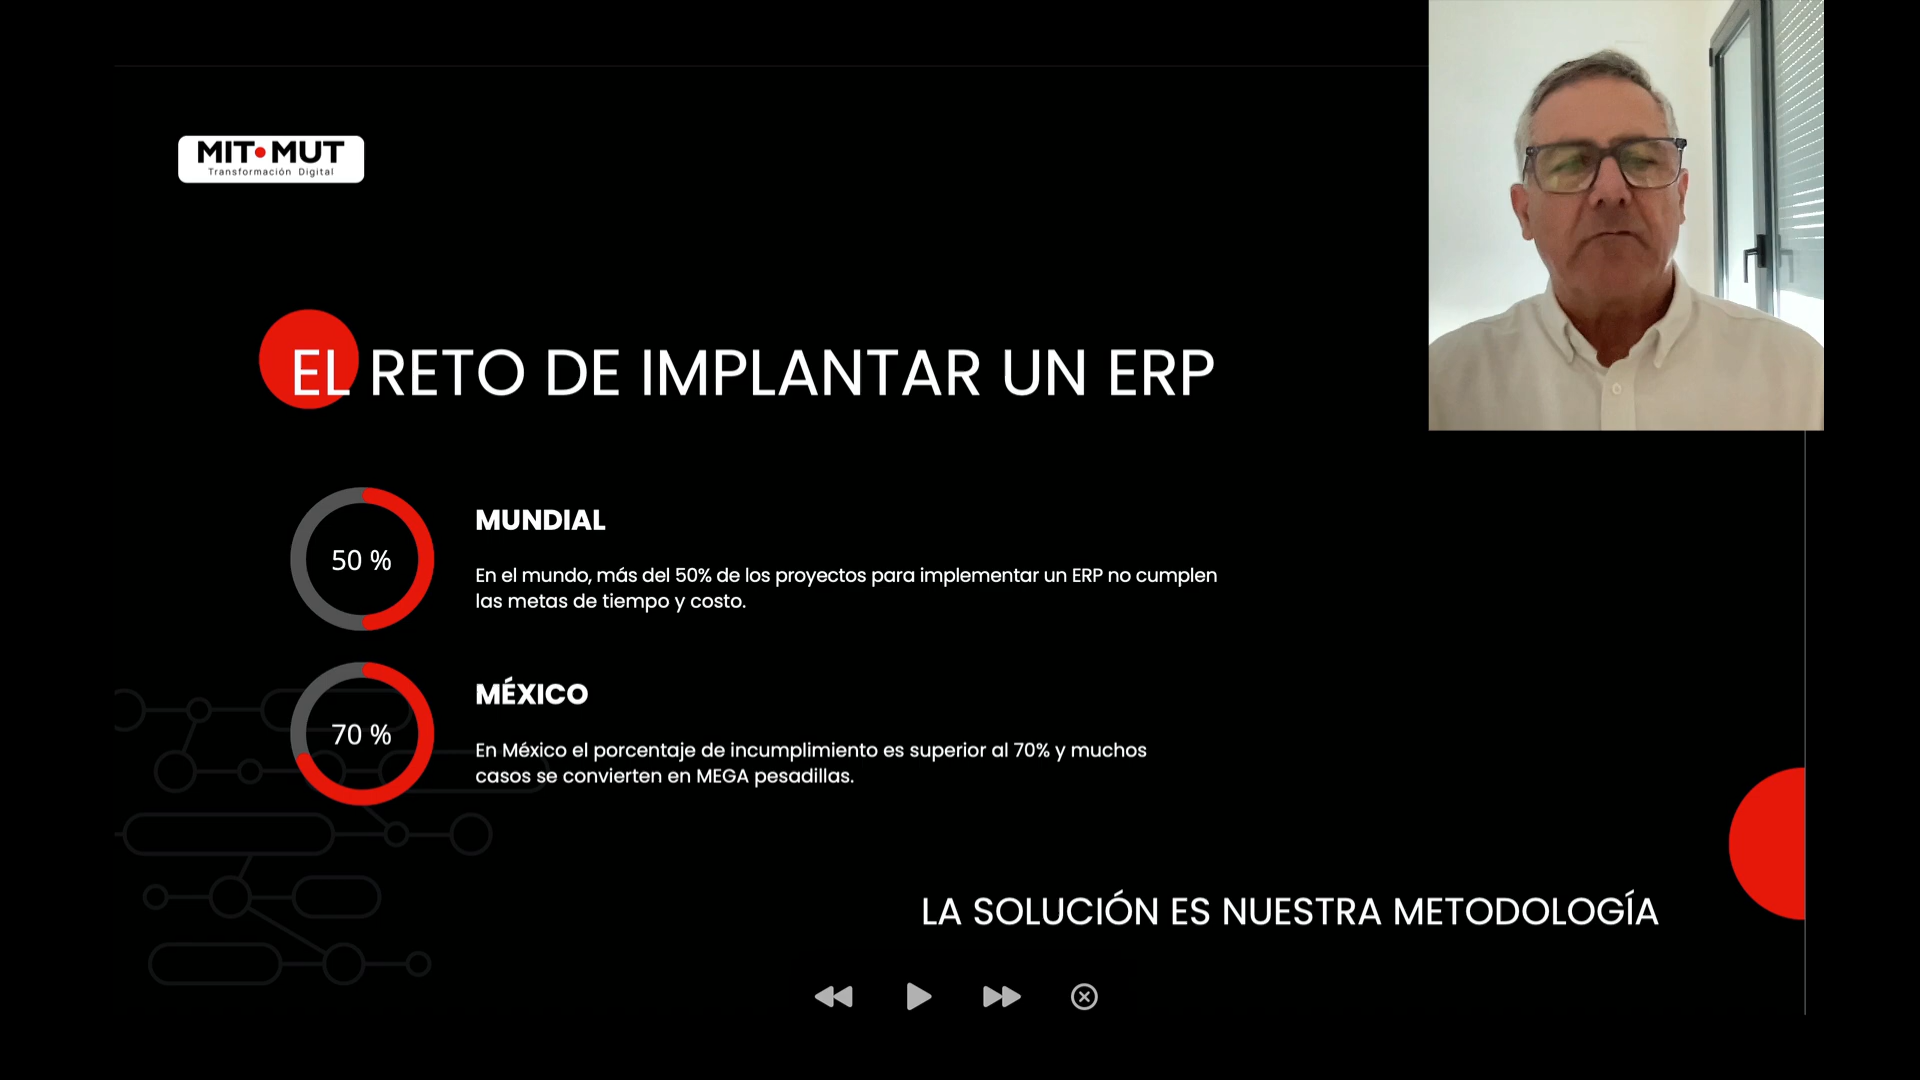 MIT•MUT
Transformación Digital
EL RETO DE IMPLANTAR UN ERP
50 %
MUNDIAL
En el mundo, más del 50% de los proyectos para implementar un ERP no cumplen
las metas de tiempo y costo.
70 %
MÉXICO
En México el porcentaje de incumplimiento es superior al 70% y muchos
casos se convierten en MEGA pesadillas.
LA SOLUCIÓN ES NUESTRA METODOLOGÍA